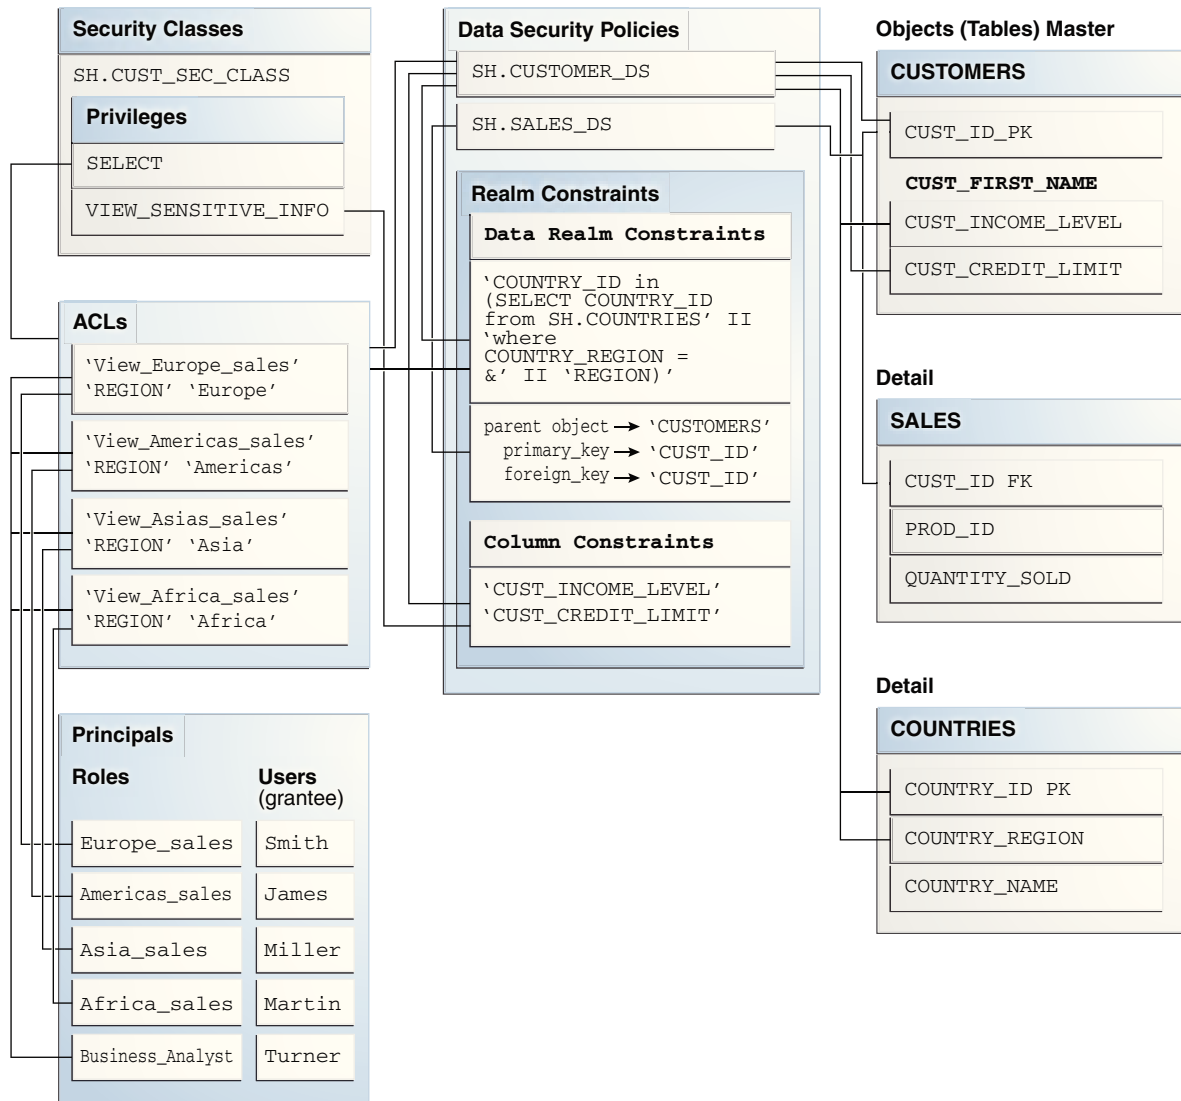 Security Classes
SH.CUST_SEC_CLASS
Privileges
SELECT
VIEW_SENSITIVE_INFO
ACLs
‘View_Europe_sales’
‘REGION’ ‘Europe’
‘View_Americas_sales’
‘REGION’ ‘Americas’
‘View_Asias_sales’
‘REGION’ ‘Asia’
‘View_Africa_sales’
‘REGION’ ‘Africa’
Principals
Roles
Users
(grantee)
Europe_sales
Smith
Americas_sales
James
Asia_sales
Miller
Africa_sales
Martin
Business_Analyst
Turner
Data Security Policies
SH.CUSTOMER_DS
SH.SALES_DS
Realm Constraints
Data Realm Constraints
‘COUNTRY_ID in
(SELECT COUNTRY_ID
from SH.COUNTRIES’ II
‘where
COUNTRY_REGION =
&’ II ‘REGION)’
parent object → ‘CUSTOMERS’
primary_key → ‘CUST_ID’
foreign_key → ‘CUST_ID’
Column Constraints
‘CUST_INCOME_LEVEL’
‘CUST_CREDIT_LIMIT’
Objects (Tables) Master
CUSTOMERS
CUST_ID_PK
CUST_FIRST_NAME
CUST_INCOME_LEVEL
CUST_CREDIT_LIMIT
Detail
SALES
CUST_ID FK
PROD_ID
QUANTITY_SOLD
Detail
COUNTRIES
COUNTRY_ID PK
COUNTRY_REGION
COUNTRY_NAME